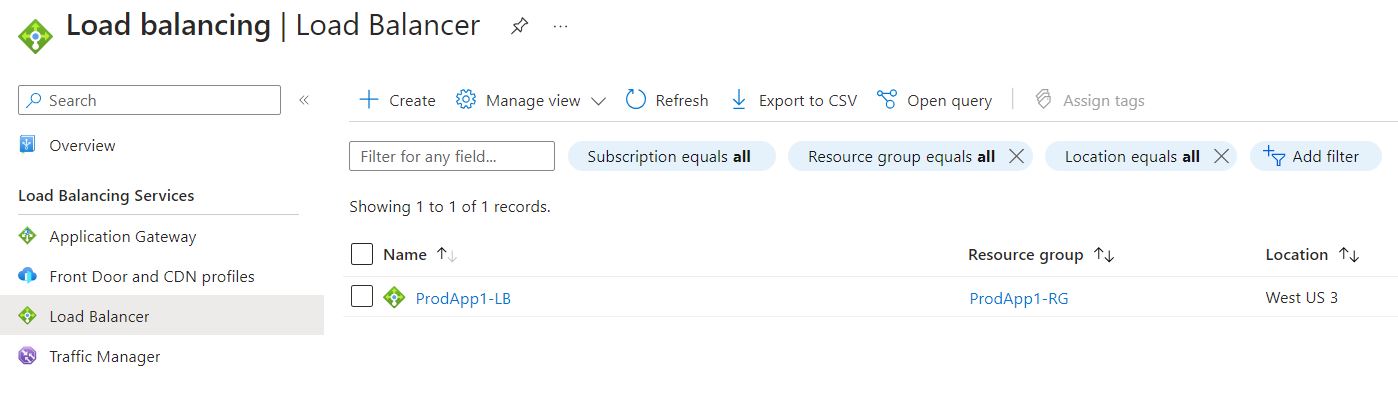 Load balancing | Load Balancer ...
Search «
Overview
Load Balancing Services
Application Gateway
Front Door and CDN profiles
Load Balancer
Traffic Manager
+ Create Manage view Refresh Export to CSV Open query Assign tags
Filter for any field... Subscription equals all Resource group equals all Location equals all Add filter
Showing 1 to 1 of 1 records.
Name ↑↓ Resource group ↑↓ Location ↑↓
ProdApp1-LB ProdApp1-RG West US 3